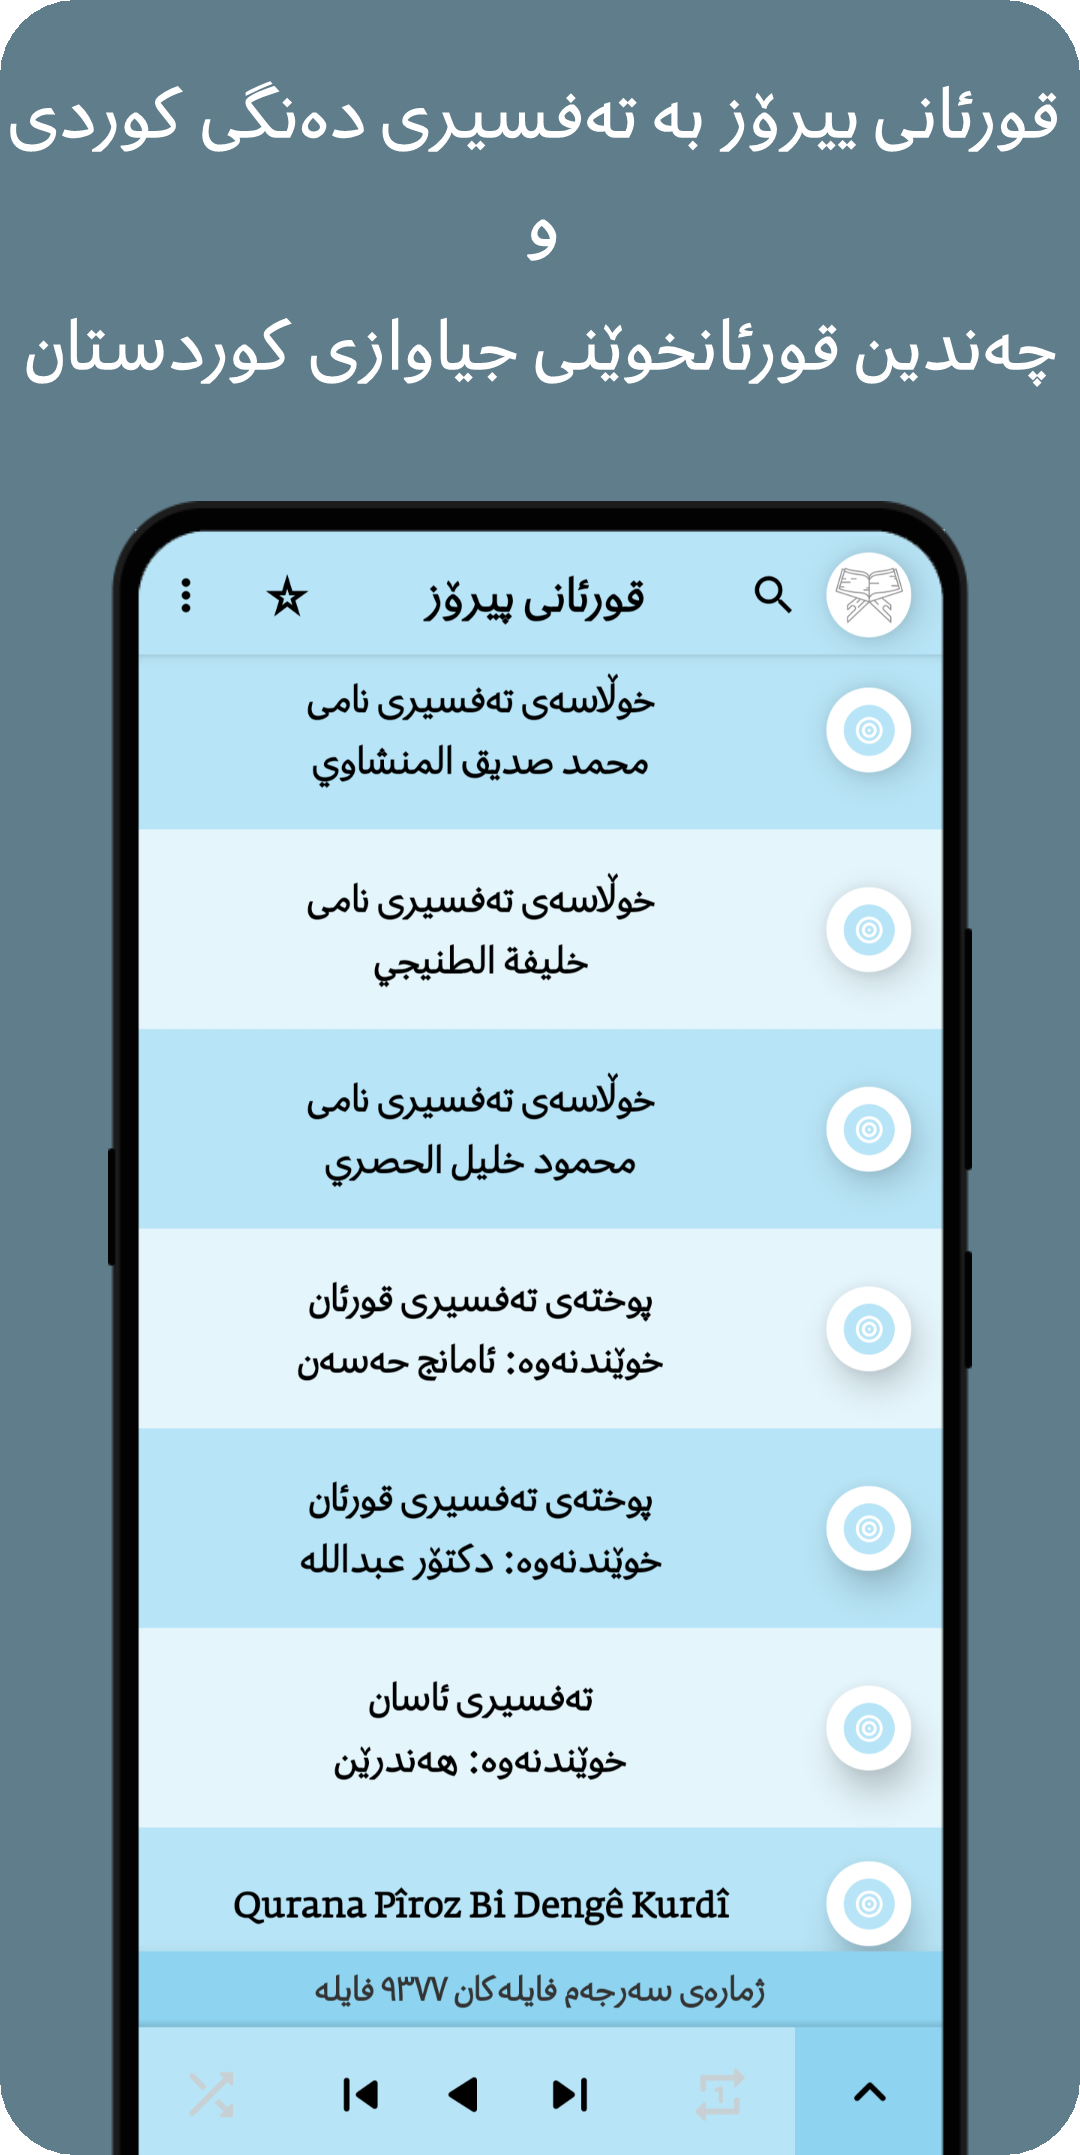 قورئانی پیرۆز بە تەفسیری دەنگی کوردی
و
چەندین قورئانخوێنی جیاوازی کوردستان
قورئانی پیرۆز
خوڵاسەی تەفسیری نامی
محمد صديق المنشاوي
خوڵاسەی تەفسیری نامی
خليفة الطنيجي
خوڵاسەی تەفسیری نامی
محمود خليل الحصري
پوختەی تەفسیری قورئان
خوێندنەوە: ئامانج حەسەن
پوختەی تەفسیری قورئان
خوێندنەوە: دکتۆر عبدالله
تەفسیری ئاسان
خوێندنەوە: هەندرێن
Qurana Pîroz Bi Dengê Kurdî
ژمارەی سەرجەم فایلەکان ٩٣٧٧ فایلە
1